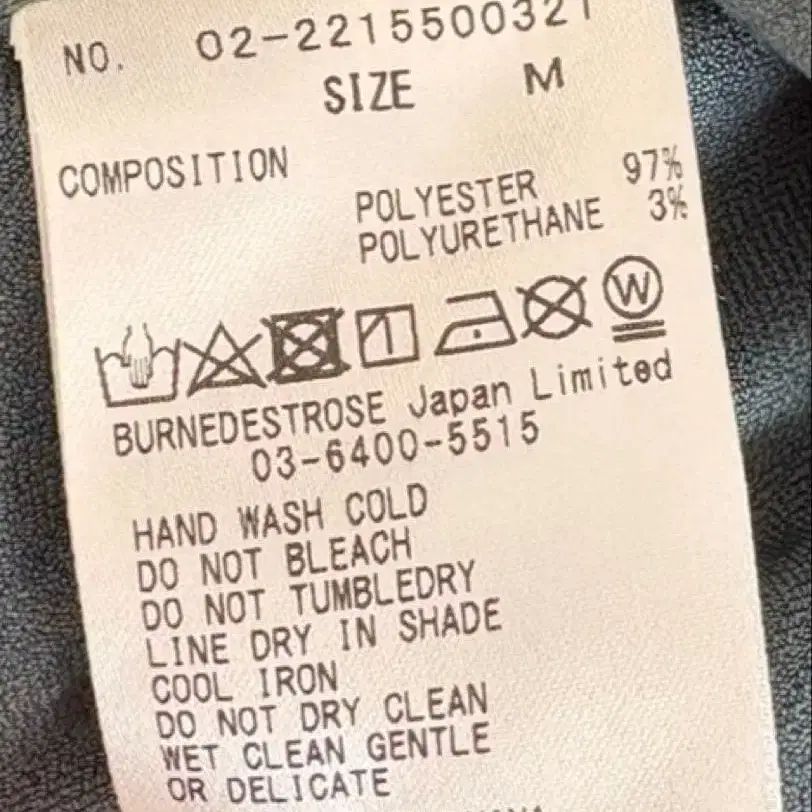 NO. 02-2215500321
SIZE M
COMPOSITION
POLYESTER 97%
POLYURETHANE 3%
W
BURNEDESTROSE Japan Limited
03-6400-5515
HAND WASH COLD
DO NOT BLEACH
DO NOT TUMBLEDRY
LINE DRY IN SHADE
COOL IRON
DO NOT DRY CLEAN
WET CLEAN GENTLE
OR DELICATE